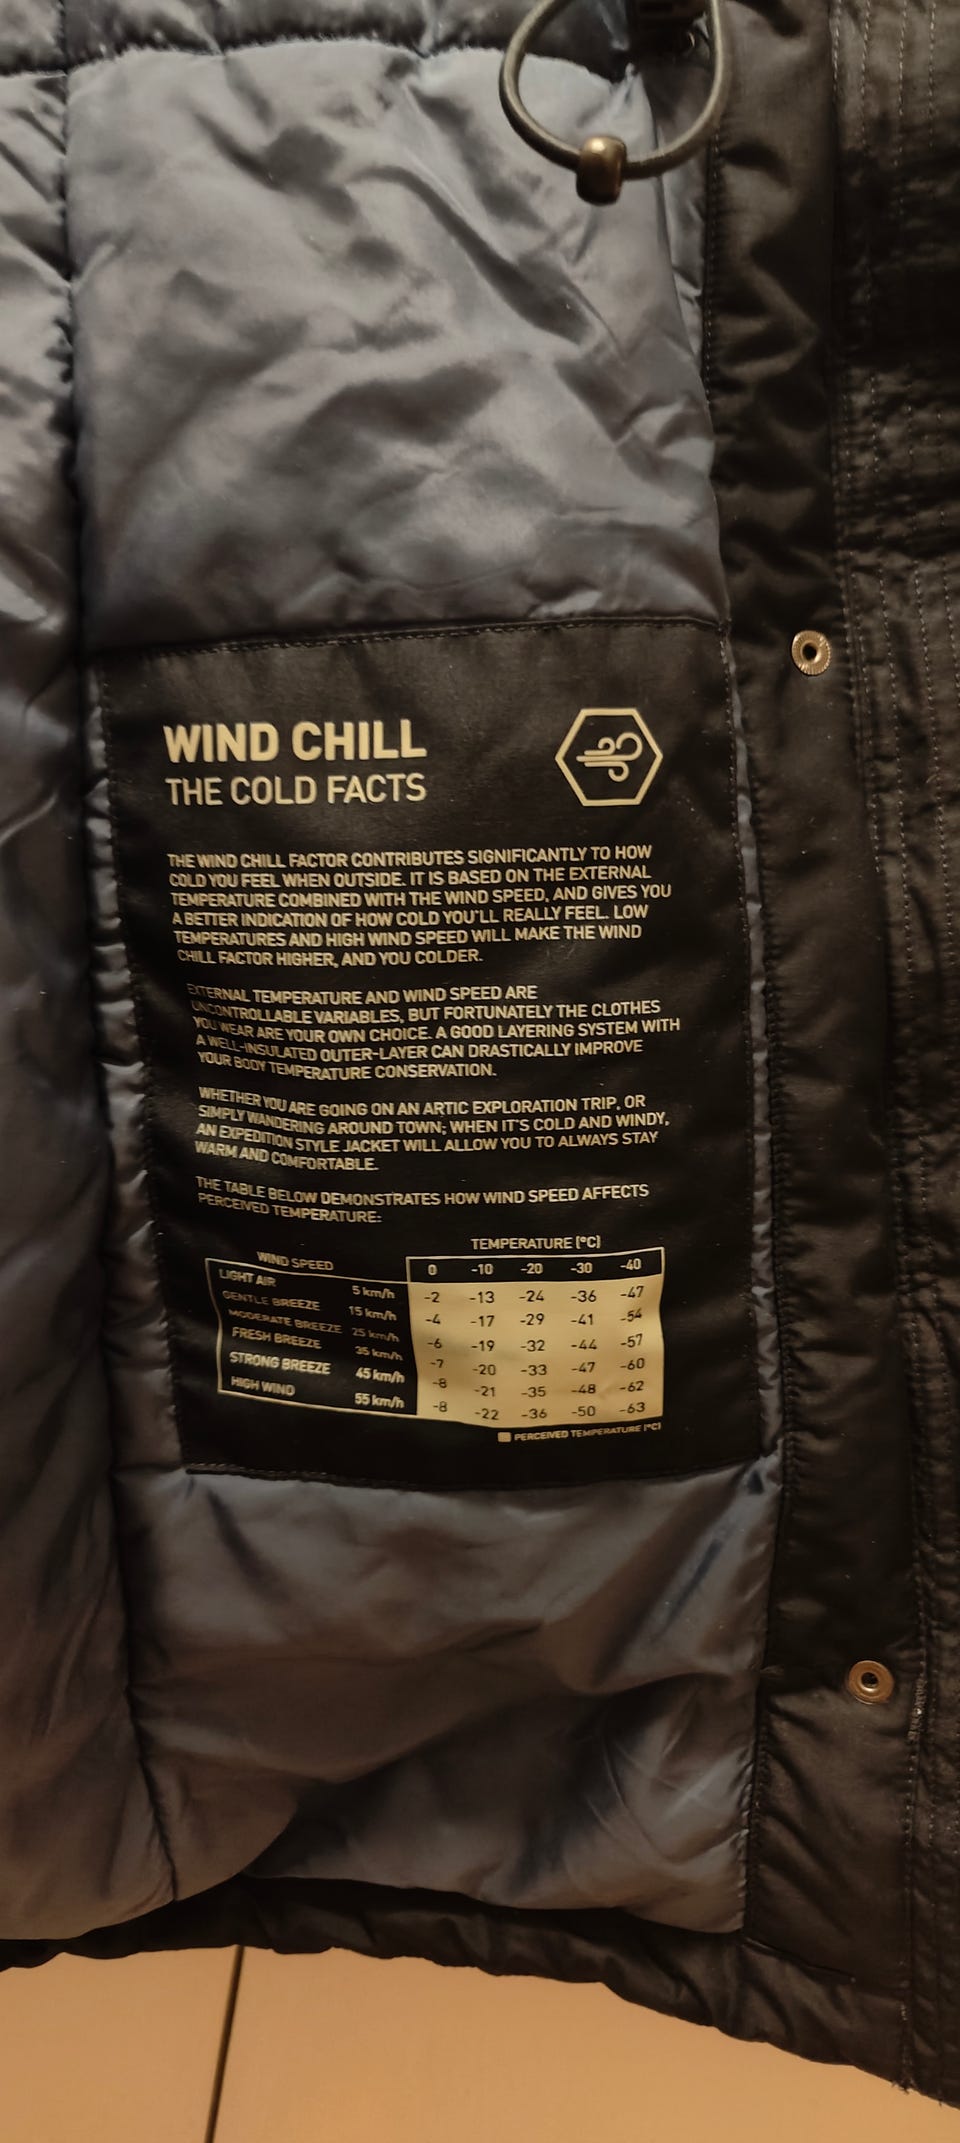 WIND CHILL
THE COLD FACTS
THE WIND CHILL FACTOR CONTRIBUTES SIGNIFICANTLY TO HOW
COLD YOU FEEL WHEN OUTSIDE. IT IS BASED ON THE EXTERNAL
TEMPERATURE COMBINED WITH THE WIND SPEED, AND GIVES YOU
A BETTER INDICATION OF HOW COLD YOU'LL REALLY FEEL. LOW
TEMPERATURES AND HIGH WIND SPEED WILL MAKE THE WIND
CHILL FACTOR HIGHER, AND YOU COLDER.
EXTERNAL TEMPERATURE AND WIND SPEED ARE
UNCONTROLLABLE VARIABLES, BUT FORTUNATELY THE CLOTHES
YOU WEAR ARE YOUR OWN CHOICE. A GOOD LAYERING SYSTEM WITH
A WELL-INSULATED OUTER-LAYER CAN DRASTICALLY IMPROVE
YOUR BODY TEMPERATURE CONSERVATION.
WHETHER YOU ARE GOING ON AN ARTIC EXPLORATION TRIP, OR
SIMPLY WANDERING AROUND TOWN; WHEN IT'S COLD AND WINDY,
AN EXPEDITION STYLE JACKET WILL ALLOW YOU TO ALWAYS STAY
WARM AND COMFORTABLE.
THE TABLE BELOW DEMONSTRATES HOW WIND SPEED AFFECTS
PERCEIVED TEMPERATURE:
TEMPERATURE (°C)
WIND SPEED 0 -10 -20 -30 -40
LIGHT AIR 5 km/h -2 -13 -24 -36 -47
GENTLE BREEZE 15 km/h -4 -17 -29 -41 -54
MODERATE BREEZE 25 km/h -6 -19 -32 -44 -57
FRESH BREEZE 35 km/h -7 -20 -33 -47 -60
STRONG BREEZE 45 km/h -8 -21 -35 -48 -62
HIGH WIND 55 km/h -8 -22 -36 -50 -63
PERCEIVED TEMPERATURE (°C)